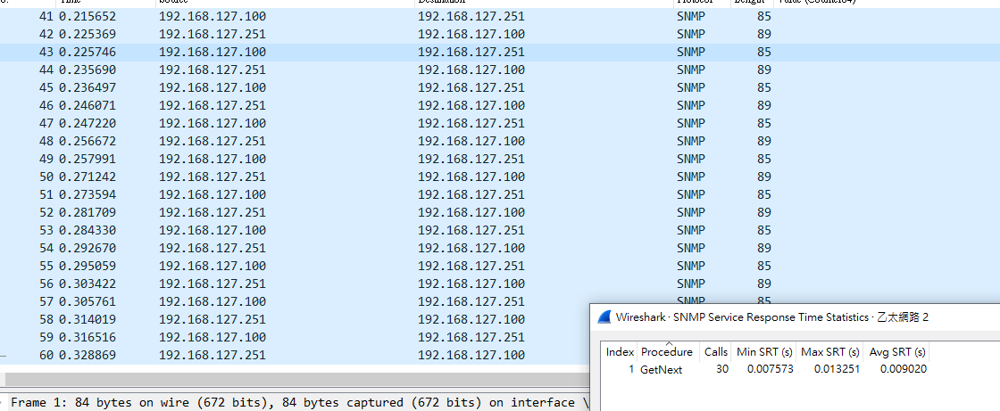 41 0.215652 192.168.127.100 192.168.127.251 SNMP 85
42 0.225369 192.168.127.251 192.168.127.100 SNMP 89
43 0.225746 192.168.127.100 192.168.127.251 SNMP 85
44 0.235690 192.168.127.251 192.168.127.100 SNMP 89
45 0.236497 192.168.127.100 192.168.127.251 SNMP 85
46 0.246071 192.168.127.251 192.168.127.100 SNMP 89
47 0.247220 192.168.127.100 192.168.127.251 SNMP 85
48 0.256672 192.168.127.251 192.168.127.100 SNMP 89
49 0.257991 192.168.127.100 192.168.127.251 SNMP 85
50 0.271242 192.168.127.251 192.168.127.100 SNMP 89
51 0.273594 192.168.127.100 192.168.127.251 SNMP 85
52 0.281709 192.168.127.251 192.168.127.100 SNMP 89
53 0.284330 192.168.127.100 192.168.127.251 SNMP 85
54 0.292670 192.168.127.251 192.168.127.100 SNMP 89
55 0.295059 192.168.127.100 192.168.127.251 SNMP 85
56 0.303422 192.168.127.251 192.168.127.100 SNMP 89
57 0.305761 192.168.127.100 192.168.127.251 SNMP 85
58 0.314019 192.168.127.251 192.168.127.100
59 0.316516 192.168.127.100 192.168.127.251
60 0.328869 192.168.127.251 192.168.127.100
Wireshark · SNMP Service Response Time Statistics · 乙太網路 2
Index Procedure Calls Min SRT (s) Max SRT (s) Avg SRT (s)
1 GetNext 30 0.007573 0.013251 0.009020
Frame 1: 84 bytes on wire (672 bits), 84 bytes captured (672 bits) on interface \